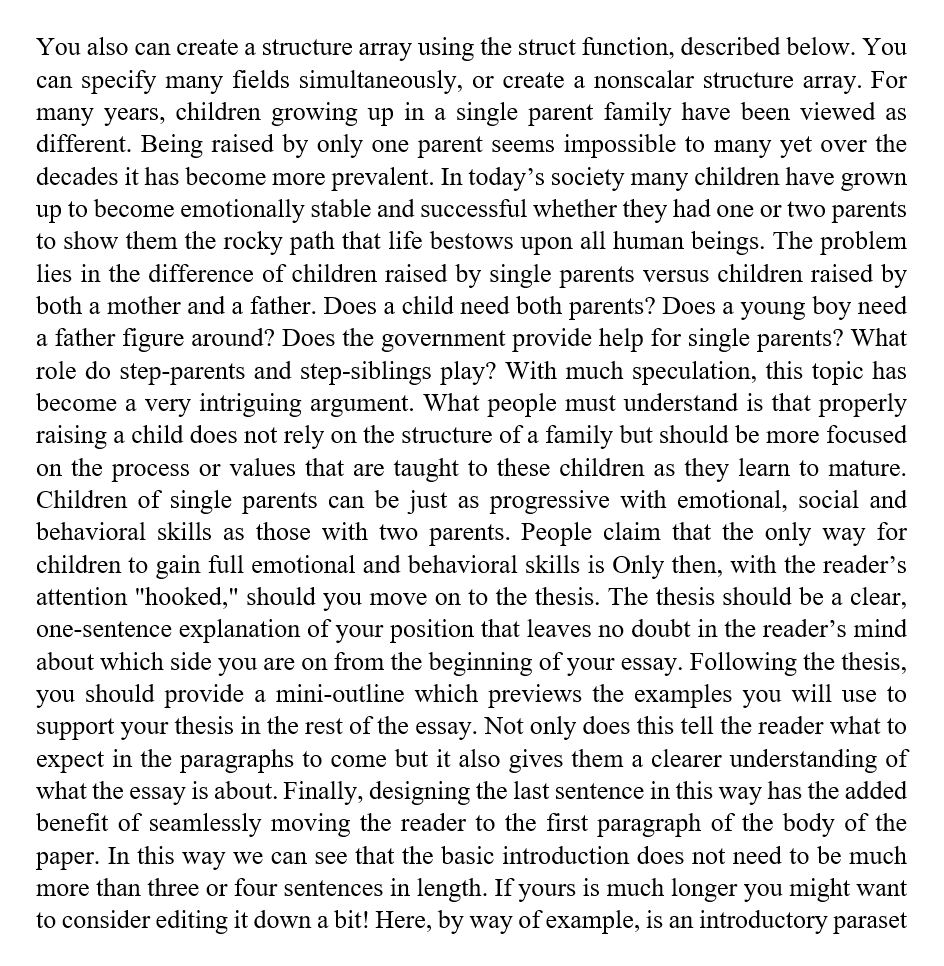 You also can create a structure array using the struct function, described below. You
can specify many fields simultaneously, or create a nonscalar structure array. For
many years, children growing up in a single parent family have been viewed as
different. Being raised by only one parent seems impossible to many yet over the
decades it has become more prevalent. In today’s society many children have grown
up to become emotionally stable and successful whether they had one or two parents
to show them the rocky path that life bestows upon all human beings. The problem
lies in the difference of children raised by single parents versus children raised by
both a mother and a father. Does a child need both parents? Does a young boy need
a father figure around? Does the government provide help for single parents? What
role do step-parents and step-siblings play? With much speculation, this topic has
become a very intriguing argument. What people must understand is that properly
raising a child does not rely on the structure of a family but should be more focused
on the process or values that are taught to these children as they learn to mature.
Children of single parents can be just as progressive with emotional, social and
behavioral skills as those with two parents. People claim that the only way for
children to gain full emotional and behavioral skills is Only then, with the reader’s
attention "hooked," should you move on to the thesis. The thesis should be a clear,
one-sentence explanation of your position that leaves no doubt in the reader’s mind
about which side you are on from the beginning of your essay. Following the thesis,
you should provide a mini-outline which previews the examples you will use to
support your thesis in the rest of the essay. Not only does this tell the reader what to
expect in the paragraphs to come but it also gives them a clearer understanding of
what the essay is about. Finally, designing the last sentence in this way has the added
benefit of seamlessly moving the reader to the first paragraph of the body of the
paper. In this way we can see that the basic introduction does not need to be much
more than three or four sentences in length. If yours is much longer you might want
to consider editing it down a bit! Here, by way of example, is an introductory paraset